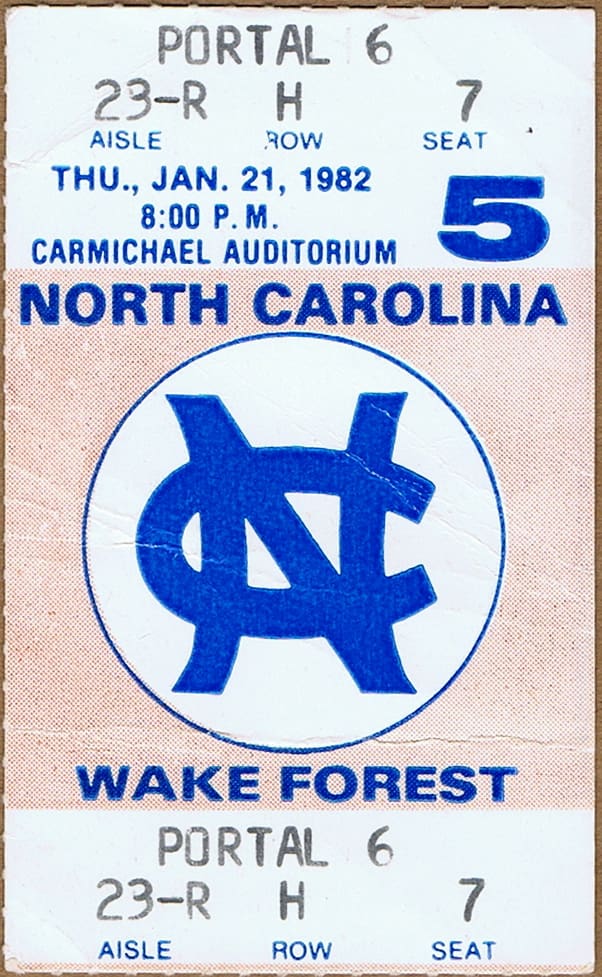 PORTAL 6
23-R H 7
AISLE ROW SEAT
THU., JAN. 21, 1982
8:00 P.M.
CARMICHAEL AUDITORIUM
5
NORTH CAROLINA
NC
WAKE FOREST
PORTAL 6
23-R H 7
AISLE ROW SEAT